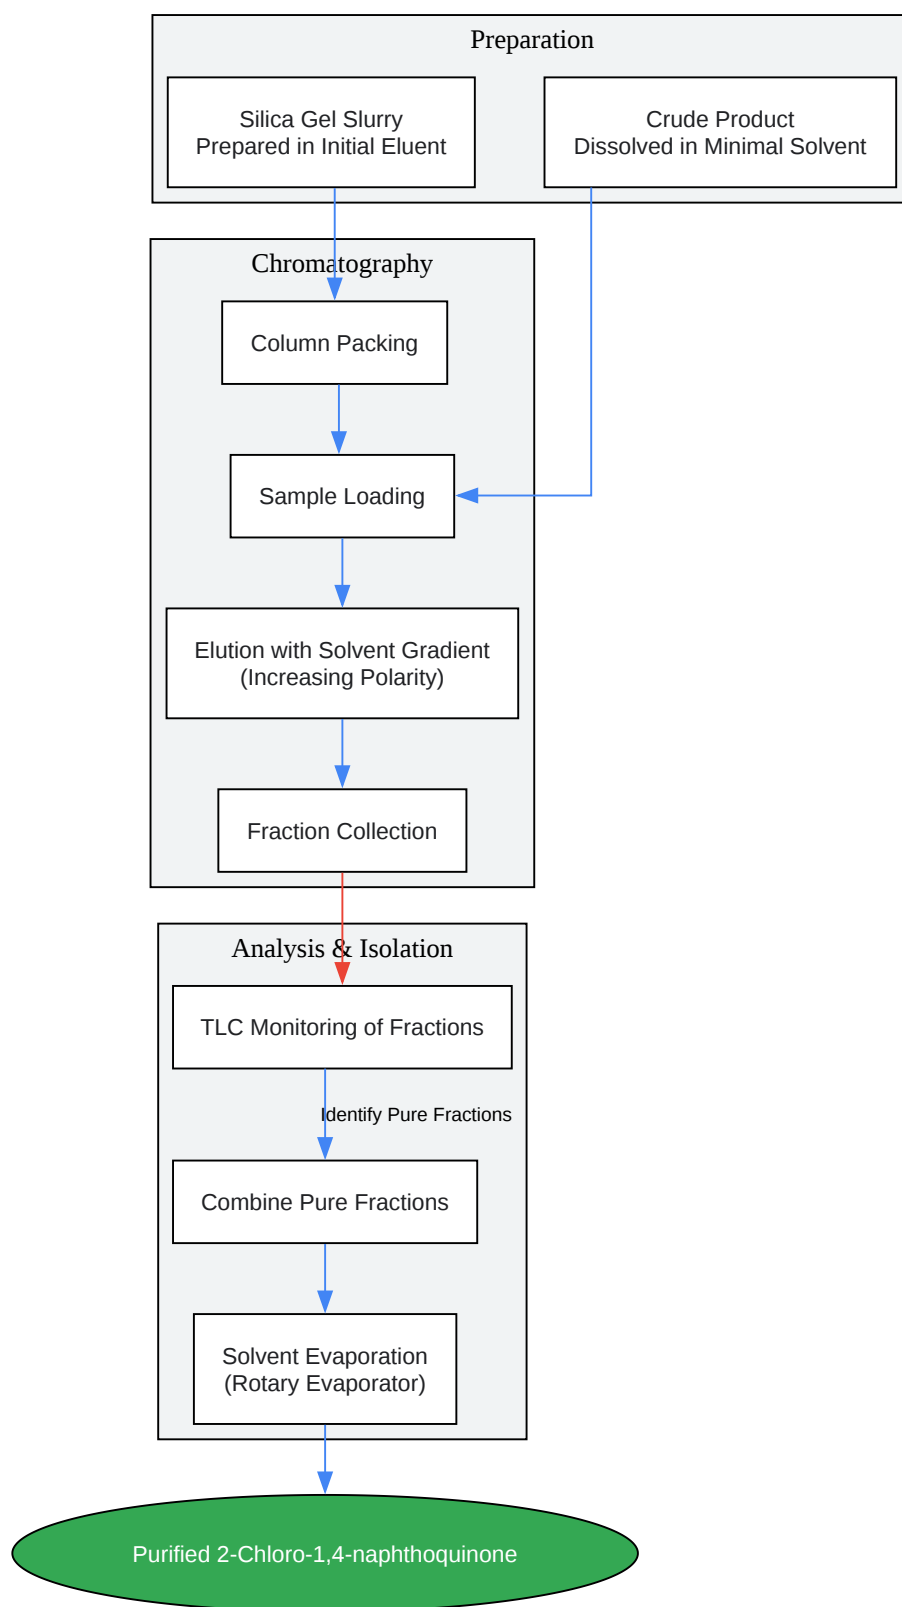 Preparation
Silica Gel Slurry
Prepared in Initial Eluent
Crude Product
Dissolved in Minimal Solvent
Chromatography
Column Packing
Sample Loading
Elution with Solvent Gradient
(Increasing Polarity)
Fraction Collection
Analysis & Isolation
TLC Monitoring of Fractions
Identify Pure Fractions
Combine Pure Fractions
Solvent Evaporation
(Rotary Evaporator)
Purified 2-Chloro-1,4-naphthoquinone